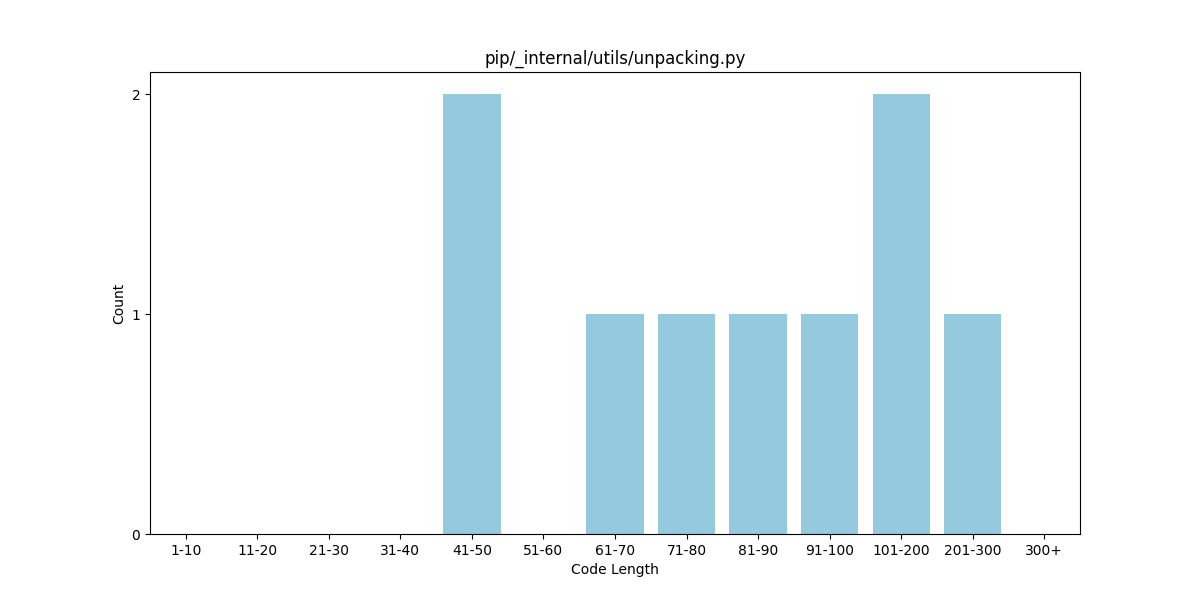 pip/_internal/utils/unpacking.py
2
1
0
Count
1-10 11-20 21-30 31-40 41-50 51-60 61-70 71-80 81-90 91-100 101-200 201-300 300+
Code Length